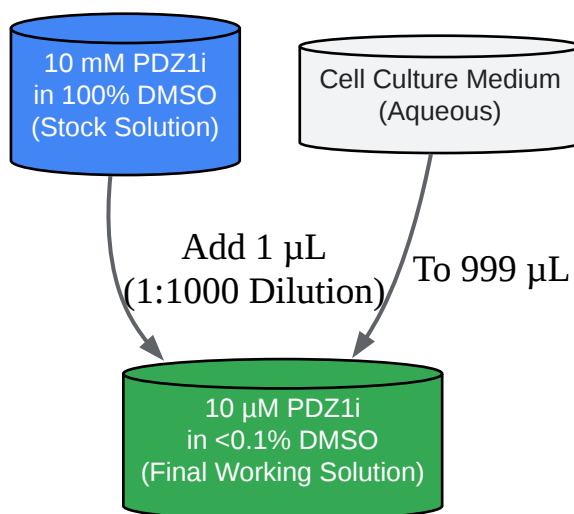 10 mM PDZ1i
in 100% DMSO
(Stock Solution)
Cell Culture Medium
(Aqueous)
Add 1 µL
(1:1000 Dilution)
To 999 µL
10 µM PDZ1i
in <0.1% DMSO
(Final Working Solution)